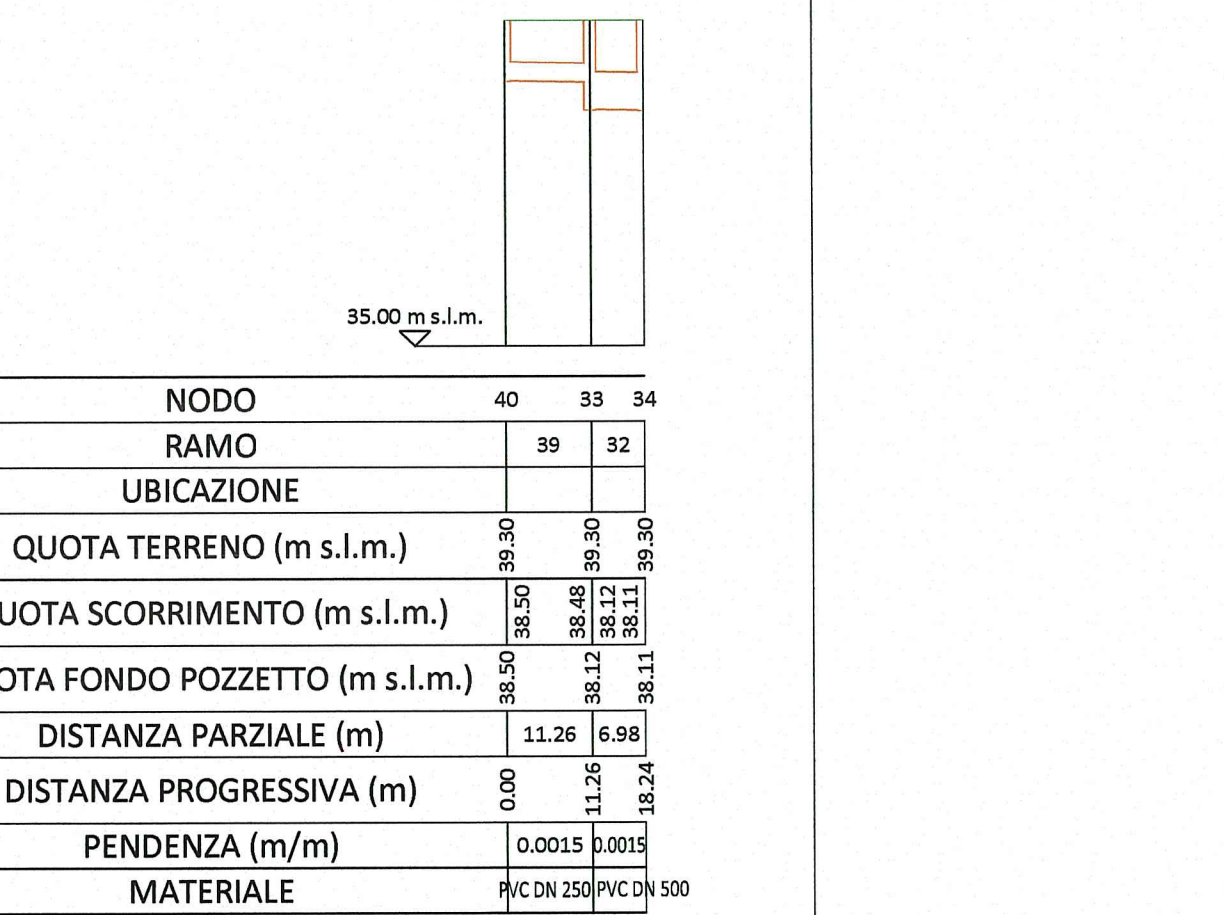 35.00 m s.l.m.
NODO 40 33 34
RAMO 39 32
UBICAZIONE
QUOTA TERRENO (m s.l.m.) 39.30 39.30 39.30
UOTA SCORRIMENTO (m s.l.m.) 38.50 38.48 38.12 38.11
OTA FONDO POZZETTO (m s.l.m.) 38.50 38.12 38.11
DISTANZA PARZIALE (m) 11.26 6.98
DISTANZA PROGRESSIVA (m) 0.00 11.26 18.24
PENDENZA (m/m) 0.0015 0.0015
MATERIALE PVC DN 250 PVC DN 500